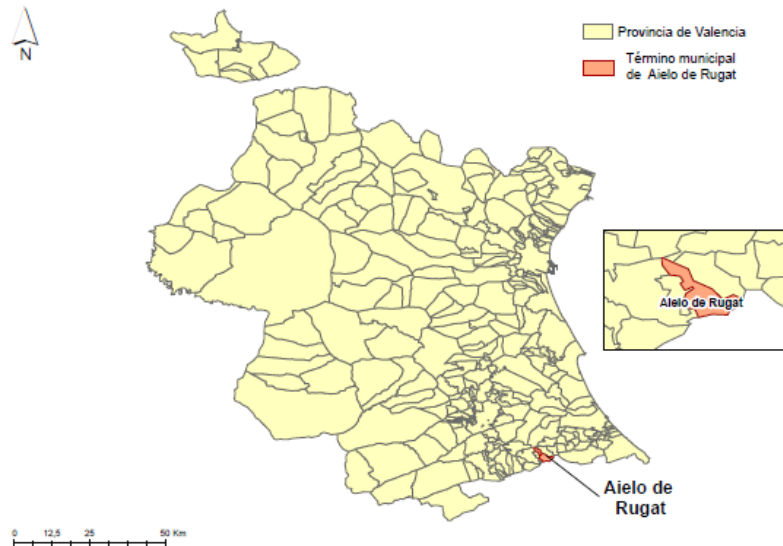 N
Provincia de Valencia
Término municipal
de Aielo de Rugat
Aielo de Rugat
Aielo de
Rugat
0 12,5 25 50 Km